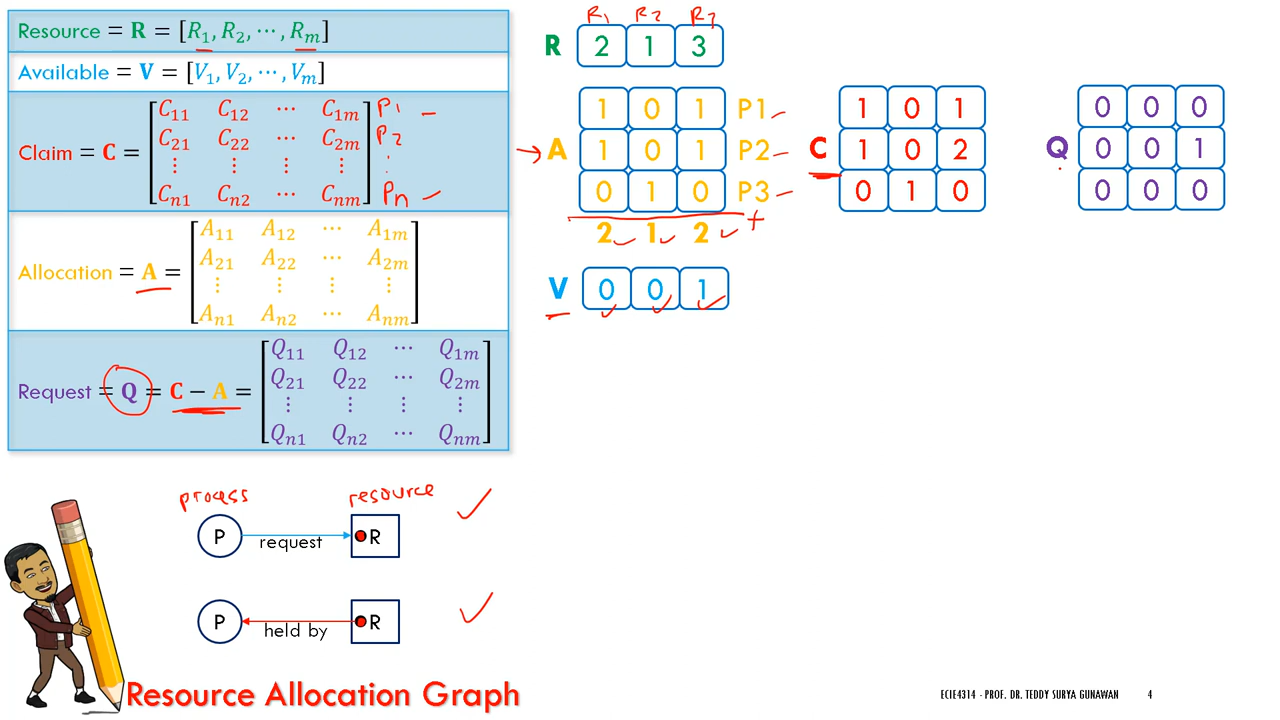 Resource = R = [R1, R2, ⋯, Rm]
Available = V = [V1, V2, ⋯, Vm]
Claim = C =
C11 C12 ⋯ C1m P1
C21 C22 ⋯ C2m P2
⋮ ⋮ ⋮ ⋮ ⋮
Cn1 Cn2 ⋯ Cnm Pn
Allocation = A =
A11 A12 ⋯ A1m
A21 A22 ⋯ A2m
⋮ ⋮ ⋮ ⋮
An1 An2 ⋯ Anm
Request = Q = C − A =
Q11 Q12 ⋯ Q1m
Q21 Q22 ⋯ Q2m
⋮ ⋮ ⋮ ⋮
Qn1 Qn2 ⋯ Qnm
process resource
P request R
P held by R
Resource Allocation Graph
R1 R2 R3
R 2 1 3
A
1 0 1 P1
1 0 1 P2
0 1 0 P3
+
2 1 2
V 0 0 1
C
1 0 1
1 0 2
0 1 0
Q
0 0 0
0 0 1
0 0 0
ECIE4314 - PROF. DR. TEDDY SURYA GUNAWAN 4